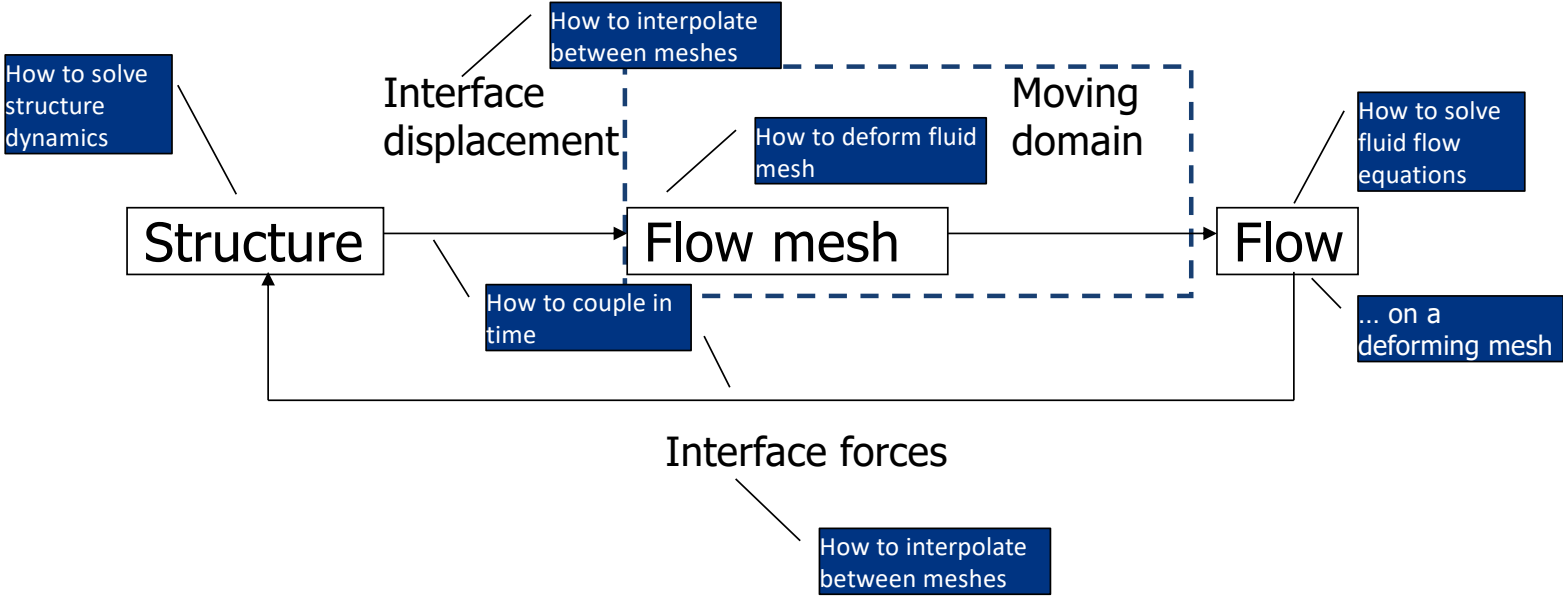 How to interpolate
between meshes
How to solve
structure
dynamics
Interface
displacement
Moving
domain
How to deform fluid
mesh
How to solve
fluid flow
equations
Structure
Flow mesh
Flow
How to couple in
time
... on a
deforming mesh
Interface forces
How to interpolate
between meshes